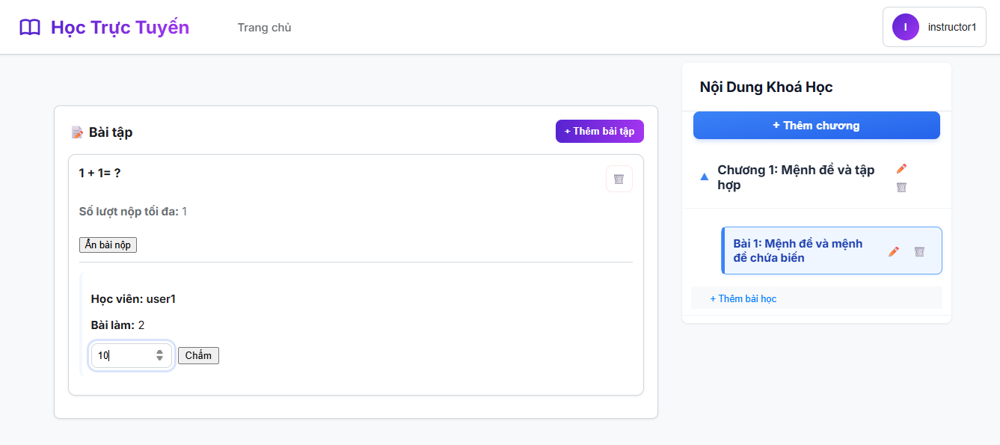 Học Trực Tuyến
Trang chủ
I
instructor1
Bài tập
+ Thêm bài tập
1 + 1= ?
Số lượt nộp tối đa: 1
Ẩn bài nộp
Học viên: user1
Bài làm: 2
10
Chấm
Nội Dung Khoá Học
+ Thêm chương
Chương 1: Mệnh đề và tập
hợp
Bài 1: Mệnh đề và mệnh
đề chứa biến
+ Thêm bài học